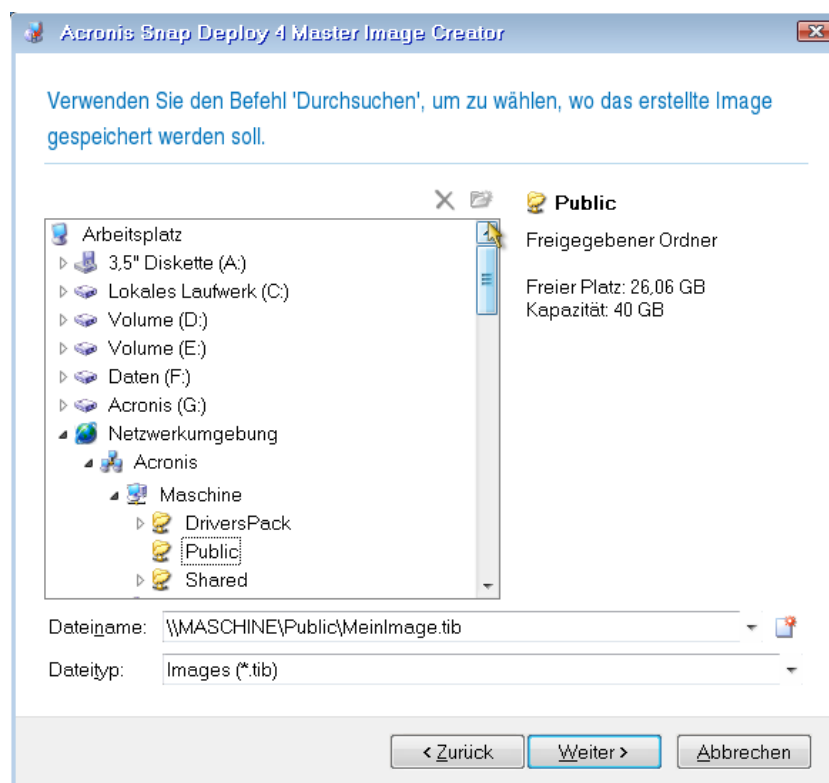 Acronis Snap Deploy 4 Master Image Creator
Verwenden Sie den Befehl 'Durchsuchen', um zu wählen, wo das erstellte Image
gespeichert werden soll.
Arbeitsplatz
3,5" Diskette (A:)
Lokales Laufwerk (C:)
Volume (D:)
Volume (E:)
Daten (F:)
Acronis (G:)
Netzwerkumgebung
Acronis
Maschine
DriversPack
Public
Shared
Public
Freigegebener Ordner
Freier Platz: 26,06 GB
Kapazität: 40 GB
Dateiname: \\MASCHINE\Public\MeinImage.tib
Dateityp: Images (*.tib)
< Zurück Weiter > Abbrechen